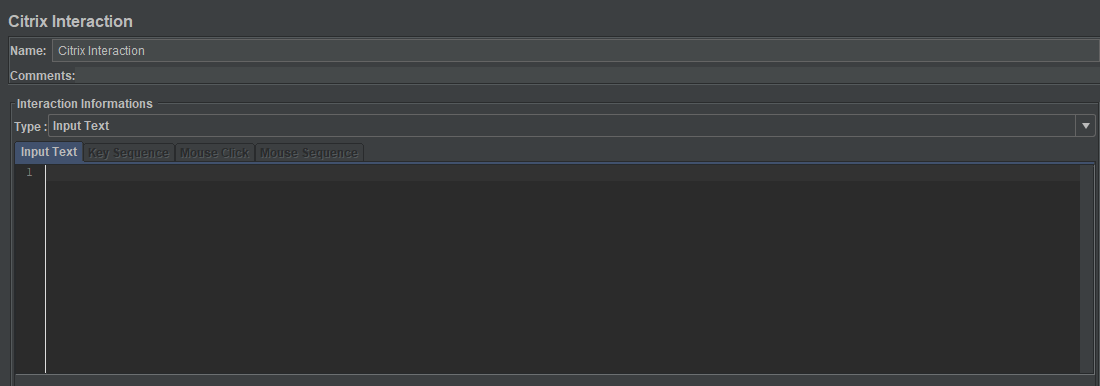 Citrix Interaction
Name: Citrix Interaction
Comments:
Interaction Informations
Type : Input Text
Input Text Key Sequence Mouse Click Mouse Sequence
1